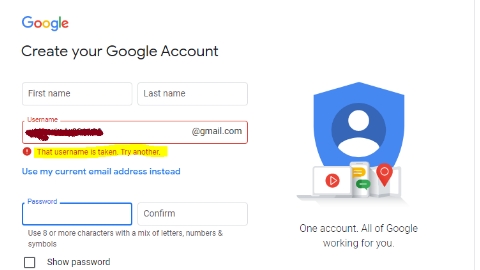 Google
Create your Google Account
First name
Last name
Username
@gmail.com
That username is taken. Try another.
Use my current email address instead
Password
Confirm
Use 8 or more characters with a mix of letters, numbers &
symbols
Show password
One account. All of Google
working for you.